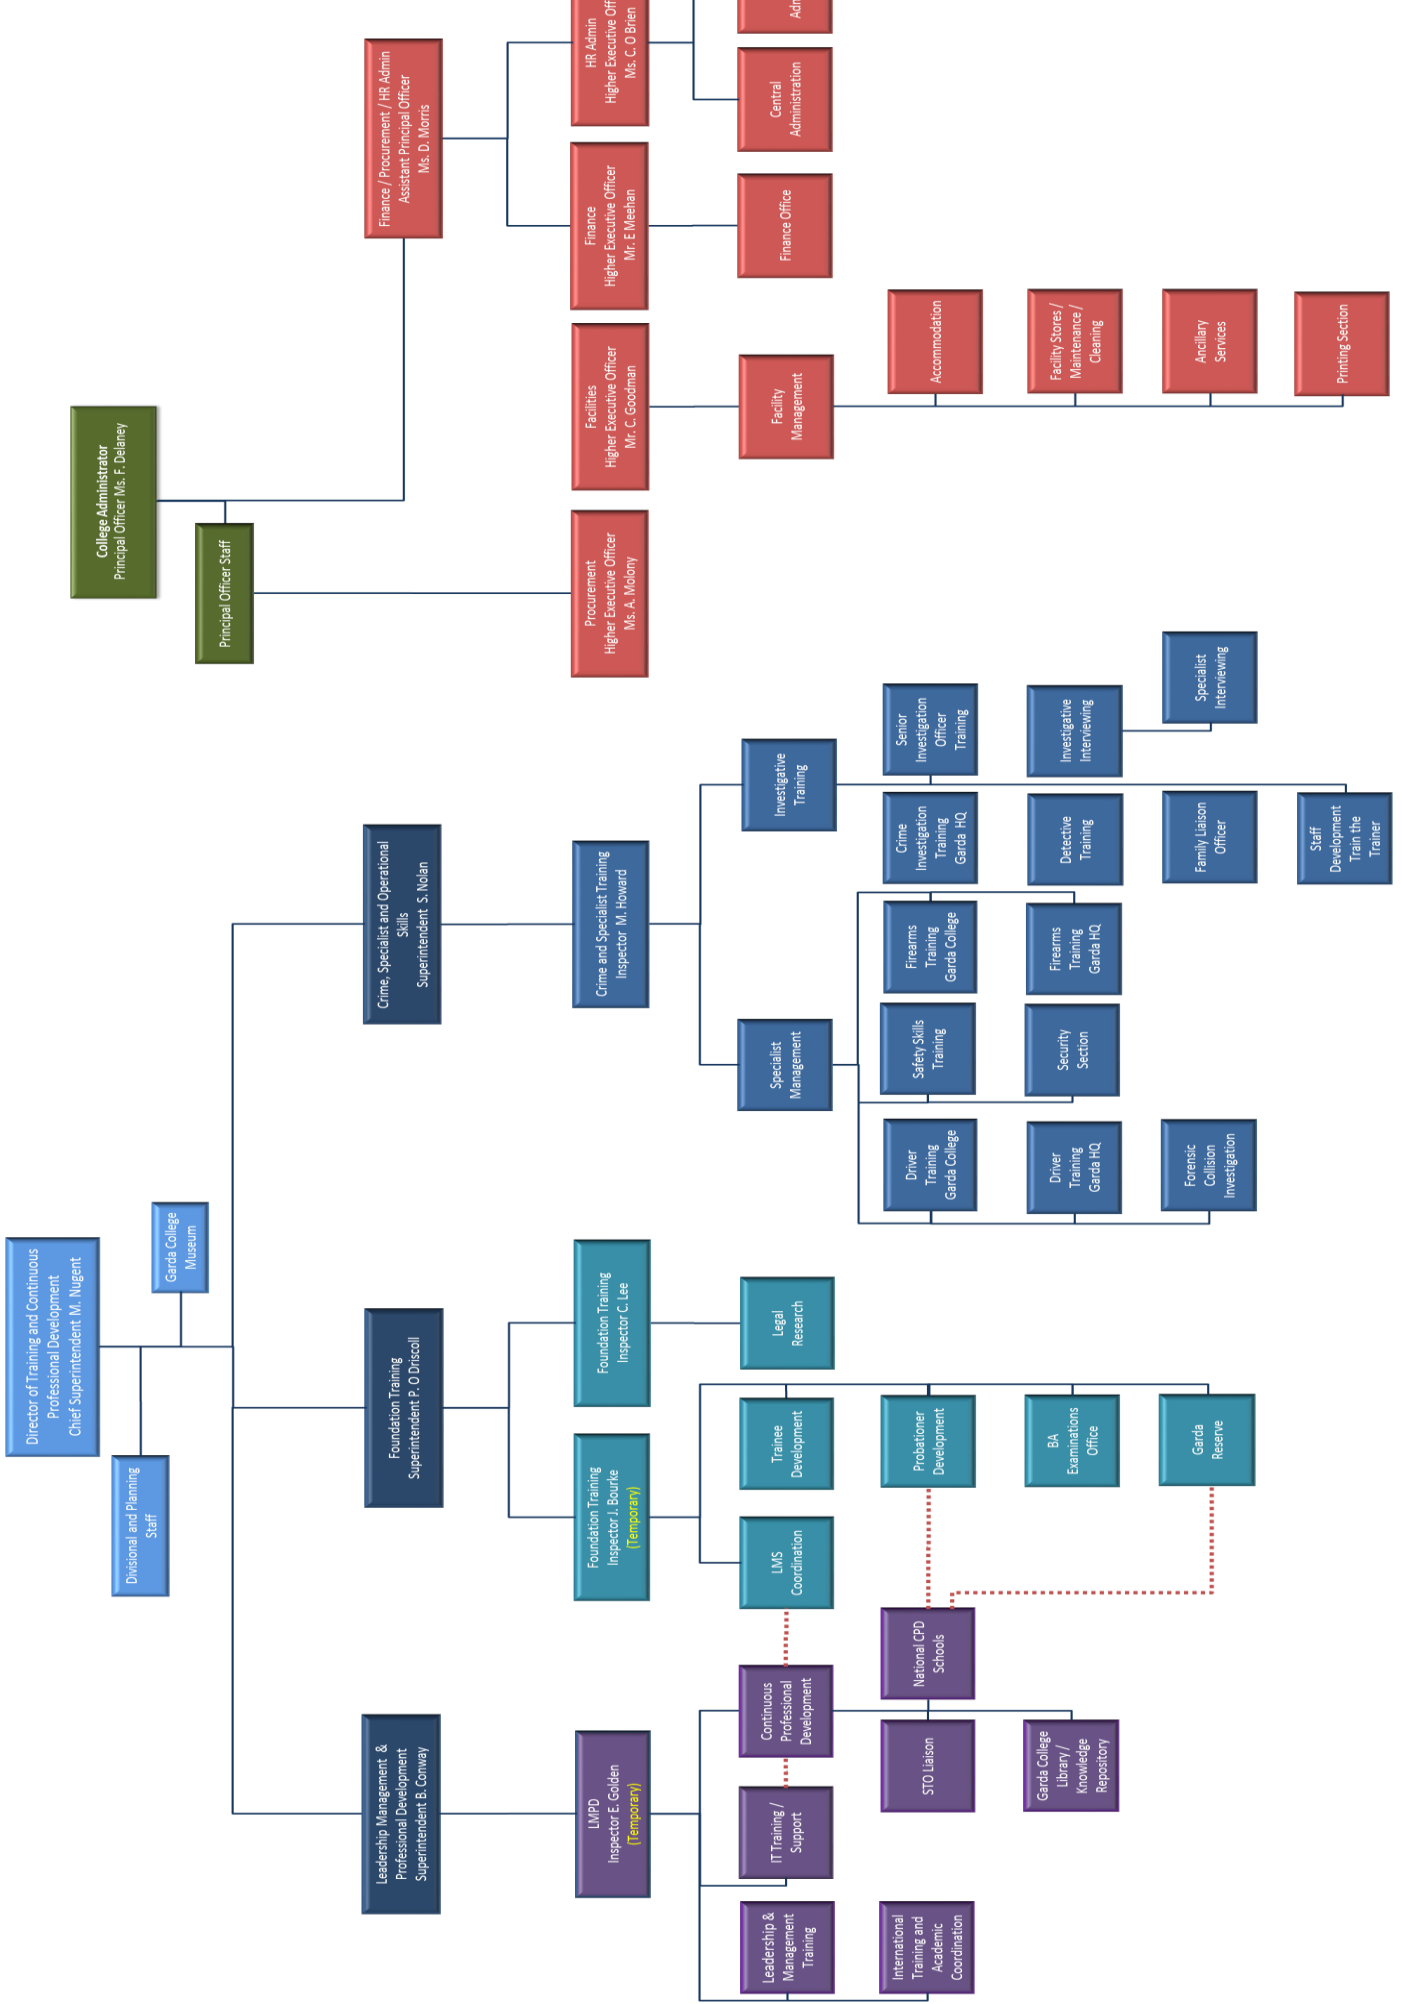 Director of Training and Continuous
Professional Development
Chief Superintendent M. Nugent
Divisional and Planning
Staff
Garda College
Museum
College Administrator
Principal Officer Ms. F. Delaney
Principal Officer Staff
Leadership Management &
Professional Development
Superintendent B. Conway
Foundation Training
Superintendent P. O Driscoll
Crime, Specialist and Operational
Skills
Superintendent S. Nolan
Finance / Procurement / HR Admin
Assistant Principal Officer
Ms. D. Morris
LMPD
Inspector E. Golden
(Temporary)
Foundation Training
Inspector J. Bourke
(Temporary)
Foundation Training
Inspector C. Lee
Crime and Specialist Training
Inspector M. Howard
Procurement
Higher Executive Officer
Ms. A. Molony
Facilities
Higher Executive Officer
Mr. C. Goodman
Finance
Higher Executive Officer
Mr. E Meehan
HR Admin
Higher Executive Off
Ms. C. O Brien
Leadership &
Management
Training
IT Training /
Support
Continuous
Professional
Development
LMS
Coordination
Trainee
Development
Legal
Research
Specialist
Management
Investigative
Training
Facility
Management
Finance Office
Central
Administration
Adm
International
Training and
Academic
Coordination
STO Liaison
National CPD
Schools
Probationer
Development
Driver
Training
Garda College
Safety Skills
Training
Firearms
Training
Garda College
Crime
Investigation
Training
Garda HQ
Senior
Investigation
Officer
Training
Accommodation
Garda College
Library /
Knowledge
Repository
BA
Examinations
Office
Driver
Training
Garda HQ
Security
Section
Firearms
Training
Garda HQ
Detective
Training
Investigative
Interviewing
Facility Stores /
Maintenance /
Cleaning
Garda
Reserve
Forensic
Collision
Investigation
Family Liaison
Officer
Specialist
Interviewing
Ancillary
Services
Staff
Development
Train the
Trainer
Printing Section